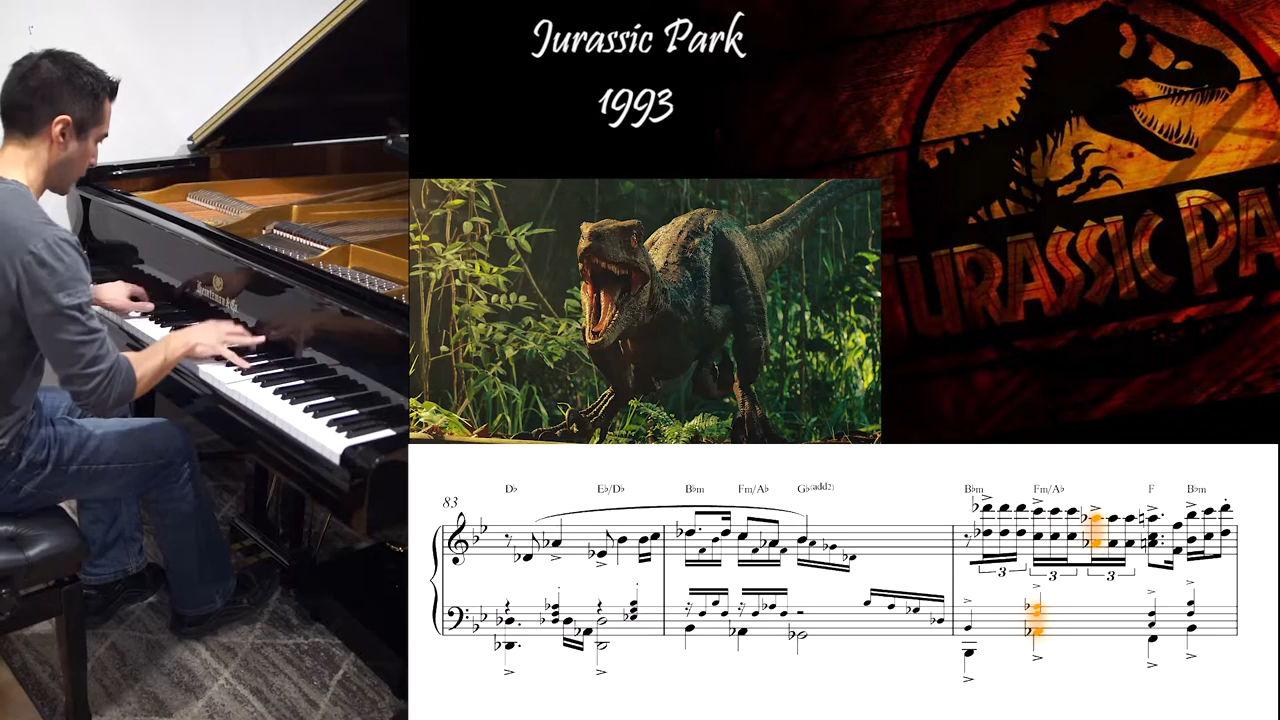 Jurassic Park
1993
JURASSIC PA
83
D♭ E♭/D♭ B♭m Fm/A♭ G♭(add2) B♭m Fm/A♭ F B♭m
3 3 3